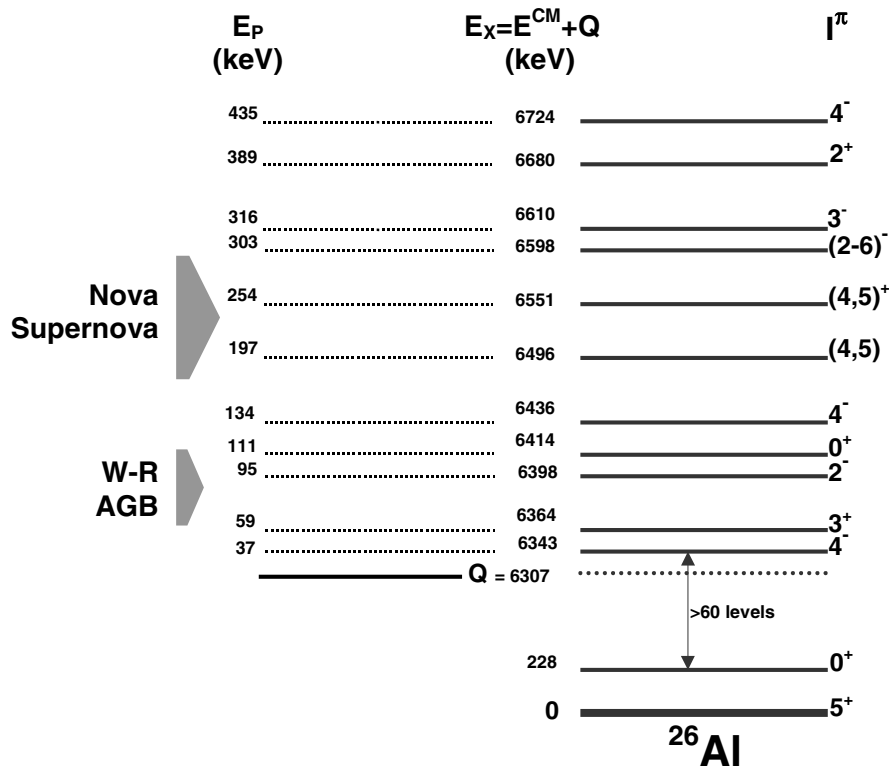 E_P E_X=E^CM+Q I^π
(keV) (keV)
435 6724 4^-
389 6680 2^+
316 6610 3^-
303 6598 (2-6)^-
254 6551 (4,5)^+
197 6496 (4,5)
Nova
Supernova
134 6436 4^-
111 6414 0^+
95 6398 2^-
59 6364 3^+
37 6343 4^-
W-R
AGB
Q = 6307
>60 levels
228 0^+
0 5^+
^26Al